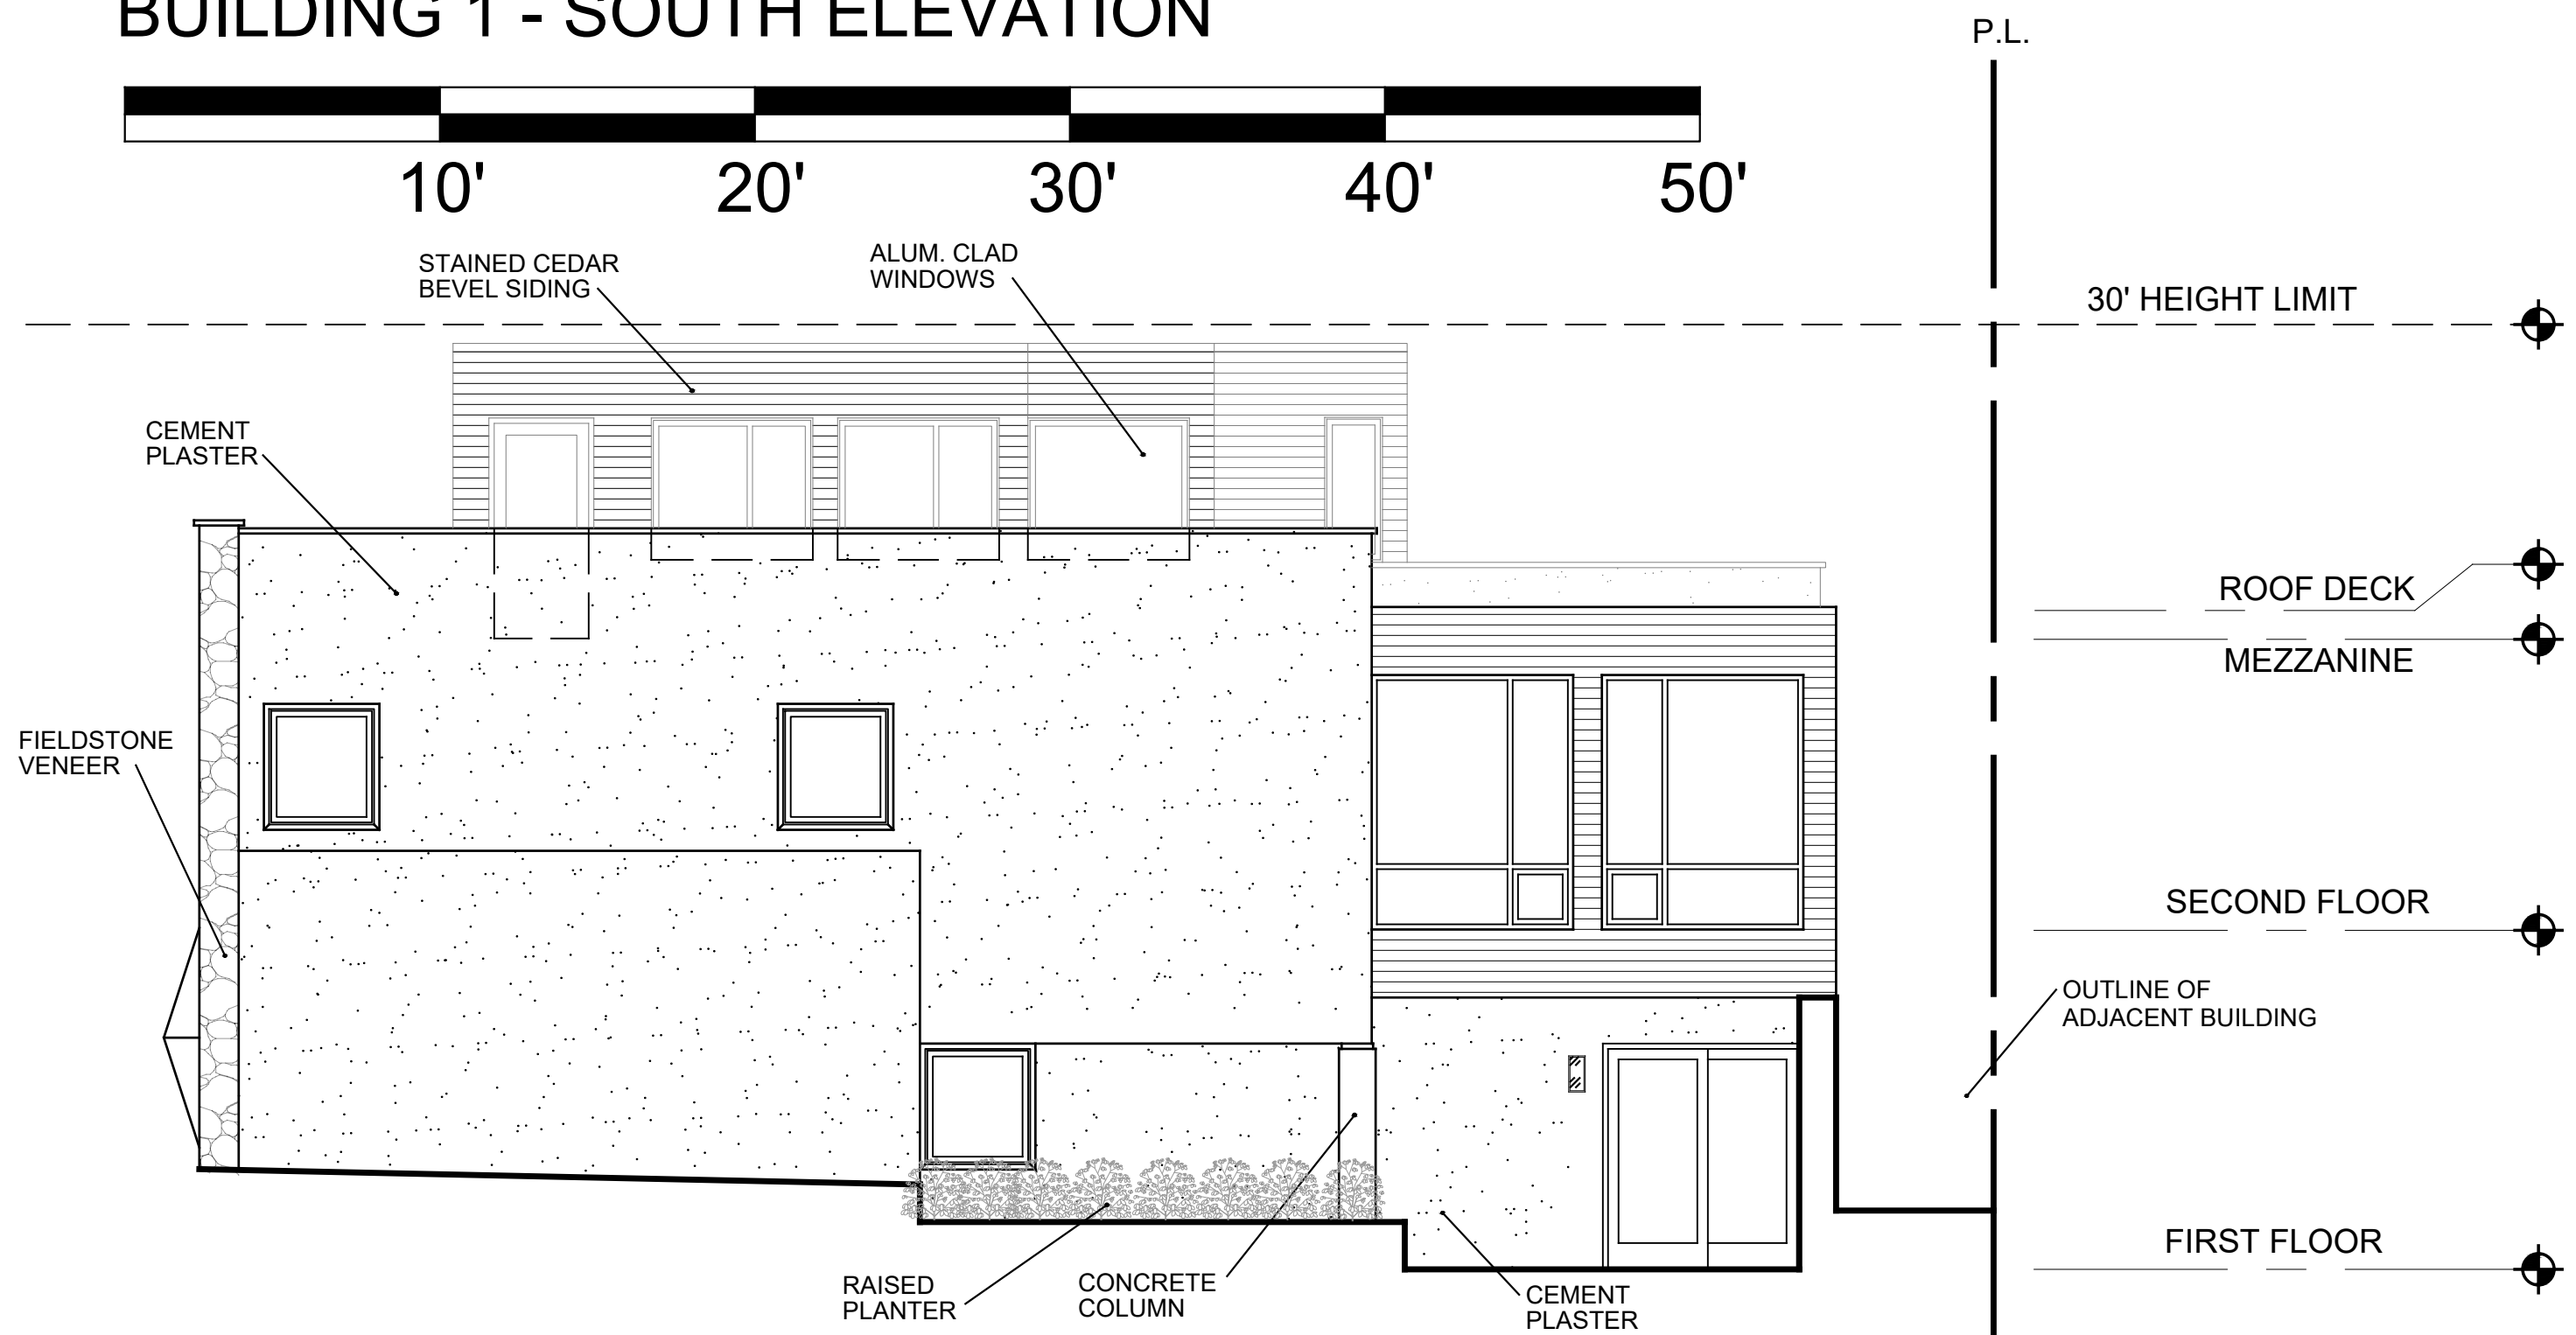 BUILDING 1 - SOUTH ELEVATION
P.L.
10' 20' 30' 40' 50'
STAINED CEDAR
BEVEL SIDING
ALUM. CLAD
WINDOWS
30' HEIGHT LIMIT
CEMENT
PLASTER
ROOF DECK
MEZZANINE
FIELDSTONE
VENEER
SECOND FLOOR
OUTLINE OF
ADJACENT BUILDING
FIRST FLOOR
RAISED
PLANTER
CONCRETE
COLUMN
CEMENT
PLASTER